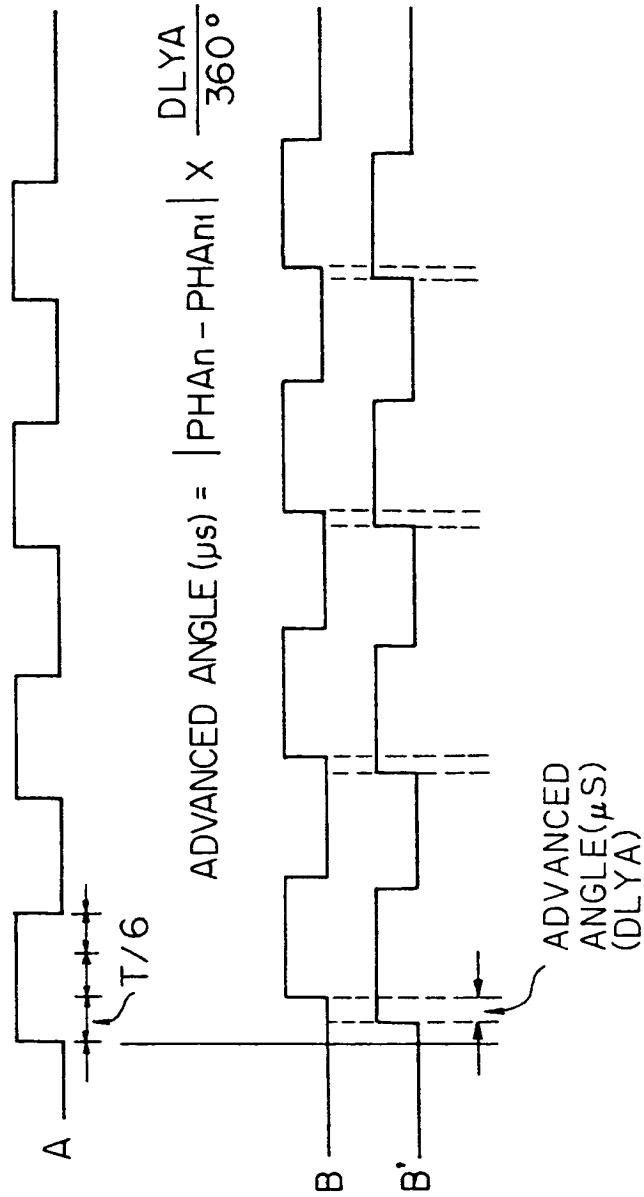 A
T/6
ADVANCED ANGLE (μs) = |PHAn - PHAn1| X DLYA
360°
B
B'
ADVANCED
ANGLE(μS)
(DLYA)